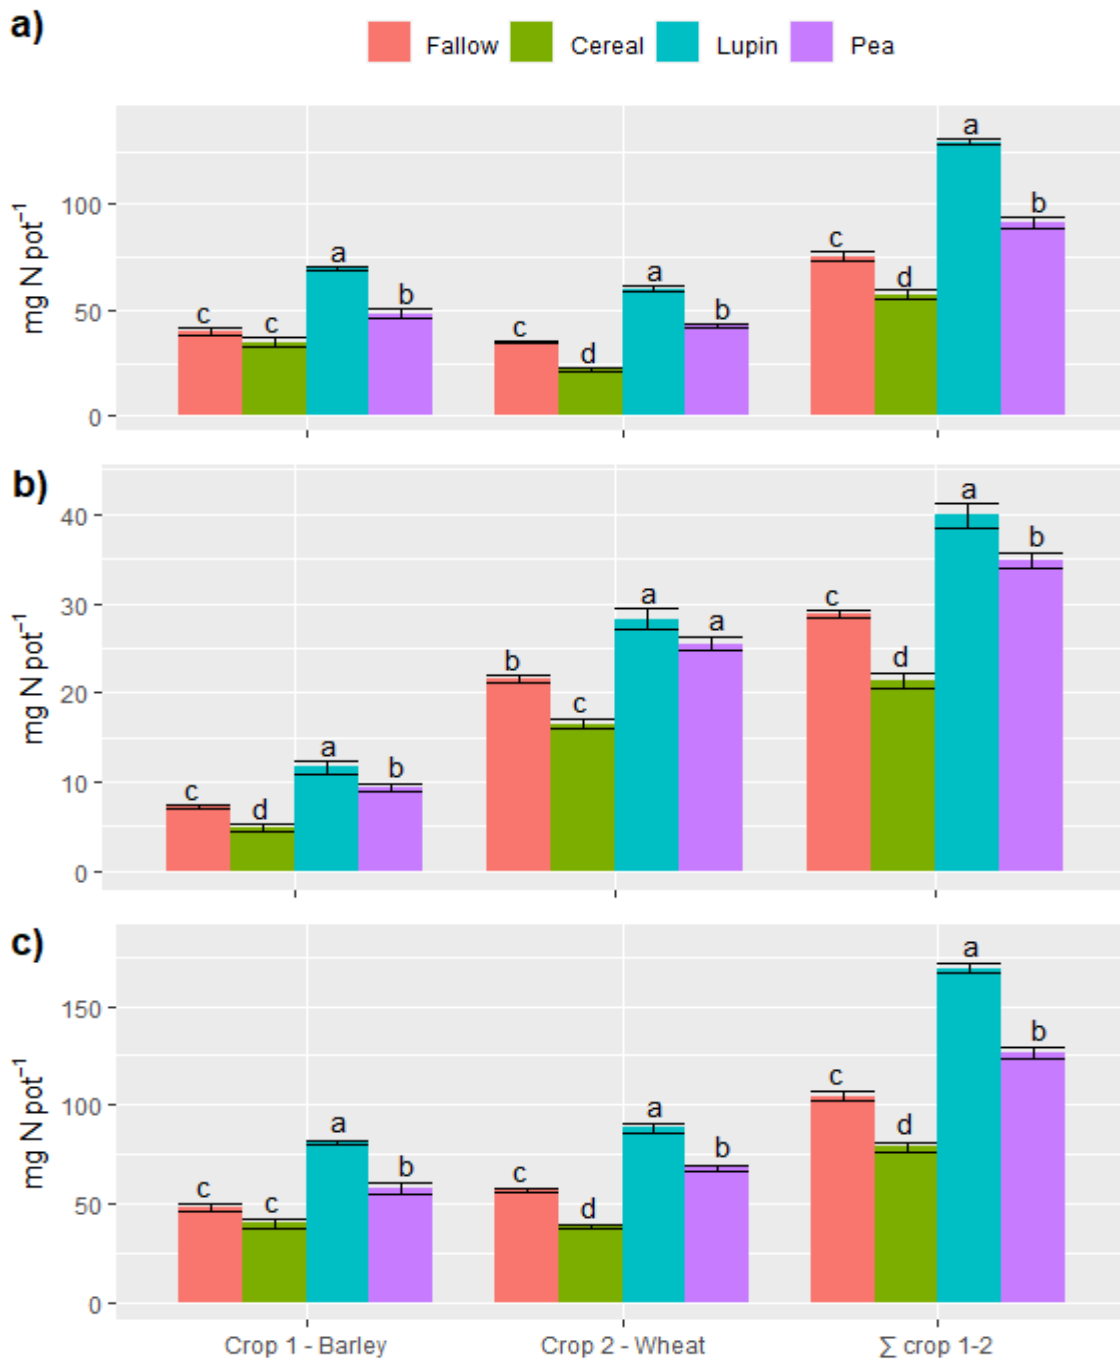 a)
Fallow Cereal Lupin Pea
mg N pot⁻¹
100
50
0
c c a b
c d a b
c d a b
b)
mg N pot⁻¹
40
30
20
10
0
c d a b
b c a a
c d a b
c)
mg N pot⁻¹
150
100
50
0
c c a b
c d a b
c d a b
Crop 1 - Barley Crop 2 - Wheat ∑ crop 1-2